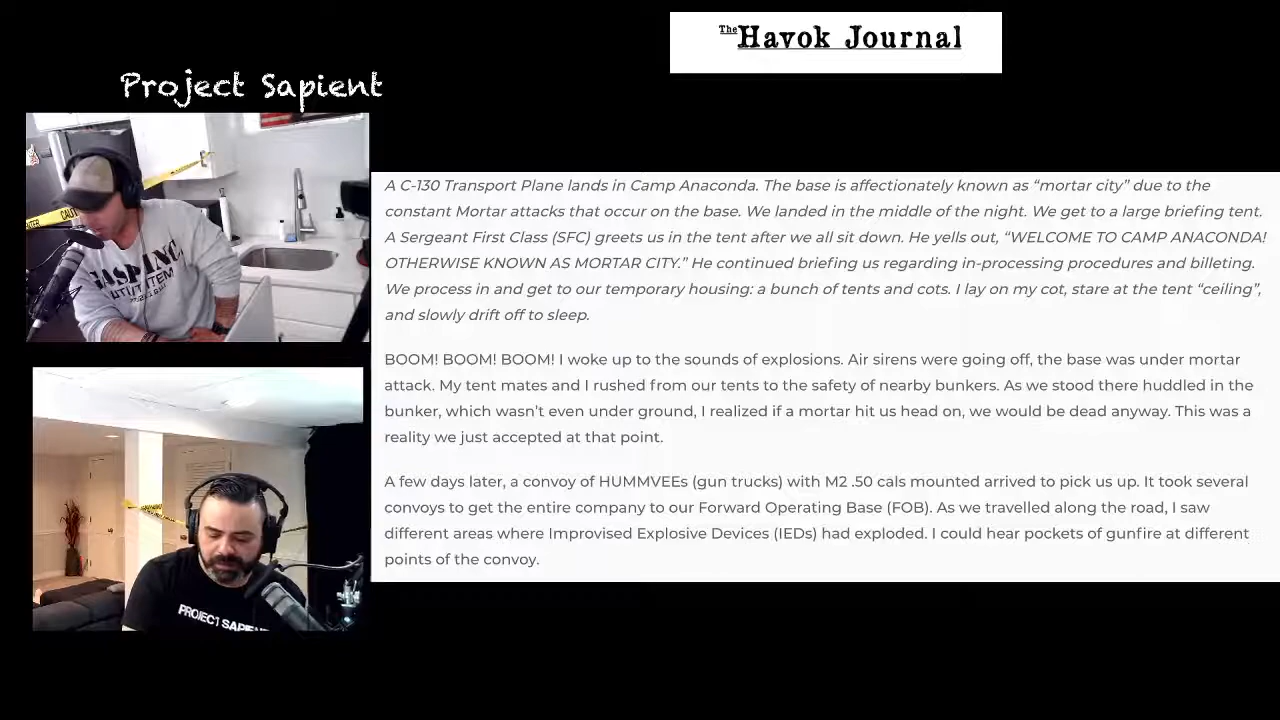 The Havok Journal
Project Sapient
A C-130 Transport Plane lands in Camp Anaconda. The base is affectionately known as “mortar city” due to the
constant Mortar attacks that occur on the base. We landed in the middle of the night. We get to a large briefing tent.
A Sergeant First Class (SFC) greets us in the tent after we all sit down. He yells out, “WELCOME TO CAMP ANACONDA!
OTHERWISE KNOWN AS MORTAR CITY.” He continued briefing us regarding in-processing procedures and billeting.
We process in and get to our temporary housing: a bunch of tents and cots. I lay on my cot, stare at the tent “ceiling”,
and slowly drift off to sleep.
BOOM! BOOM! BOOM! I woke up to the sounds of explosions. Air sirens were going off, the base was under mortar
attack. My tent mates and I rushed from our tents to the safety of nearby bunkers. As we stood there huddled in the
bunker, which wasn’t even under ground, I realized if a mortar hit us head on, we would be dead anyway. This was a
reality we just accepted at that point.
A few days later, a convoy of HUMMVEEs (gun trucks) with M2 .50 cals mounted arrived to pick us up. It took several
convoys to get the entire company to our Forward Operating Base (FOB). As we travelled along the road, I saw
different areas where Improvised Explosive Devices (IEDs) had exploded. I could hear pockets of gunfire at different
points of the convoy.
PROJECT SAPIEN